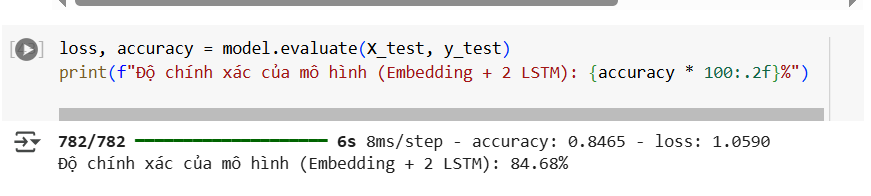 loss, accuracy = model.evaluate(X_test, y_test)
print(f"Độ chính xác của mô hình (Embedding + 2 LSTM): {accuracy * 100:.2f}%")
782/782 ━━━━━━━━━━━━━━━━━━━━ 6s 8ms/step - accuracy: 0.8465 - loss: 1.0590
Độ chính xác của mô hình (Embedding + 2 LSTM): 84.68%